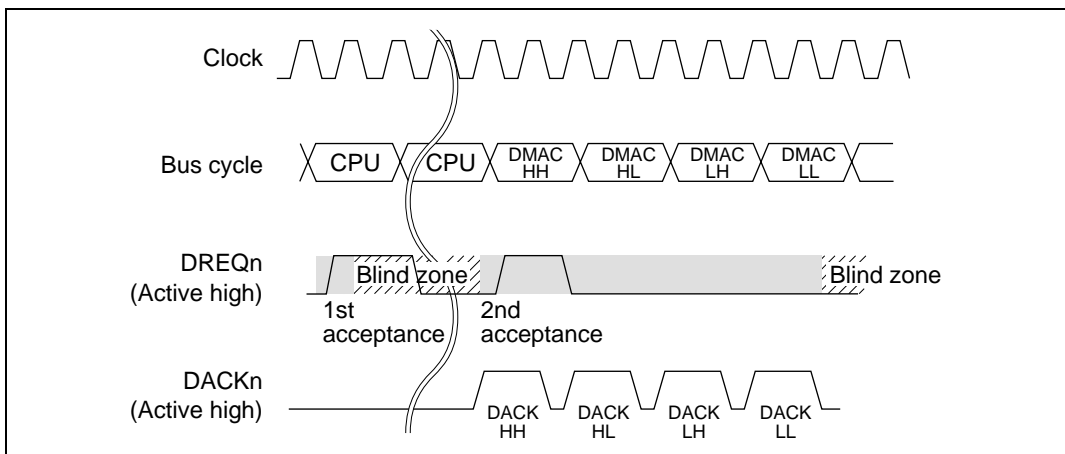 Clock
Bus cycle
CPU
CPU
DMAC
HH
DMAC
HL
DMAC
LH
DMAC
LL
DREQn
(Active high)
Blind zone
Blind zone
1st
acceptance
2nd
acceptance
DACKn
(Active high)
DACK
HH
DACK
HL
DACK
LH
DACK
LL